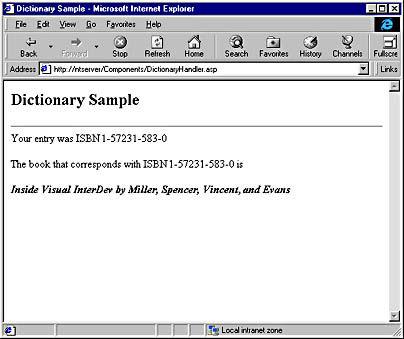 Dictionary Sample - Microsoft Internet Explorer
File Edit View Go Favorites Help
Back Forward Stop Refresh Home Search Favorites History Channels Fullscre
Address http://ntserver/Components/DictionaryHandler.asp Links
Dictionary Sample
Your entry was ISBN1-57231-583-0
The book that corresponds with ISBN1-57231-583-0 is
Inside Visual InterDev by Miller, Spencer, Vincent, and Evans
Local intranet zone